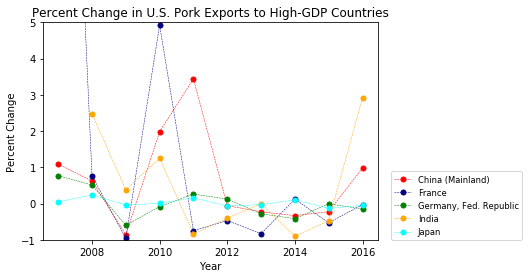 Percent Change in U.S. Pork Exports to High-GDP Countries
5
4
3
2
1
0
−1
Percent Change
2008
2010
2012
2014
2016
Year
China (Mainland)
France
Germany, Fed. Republic
India
Japan